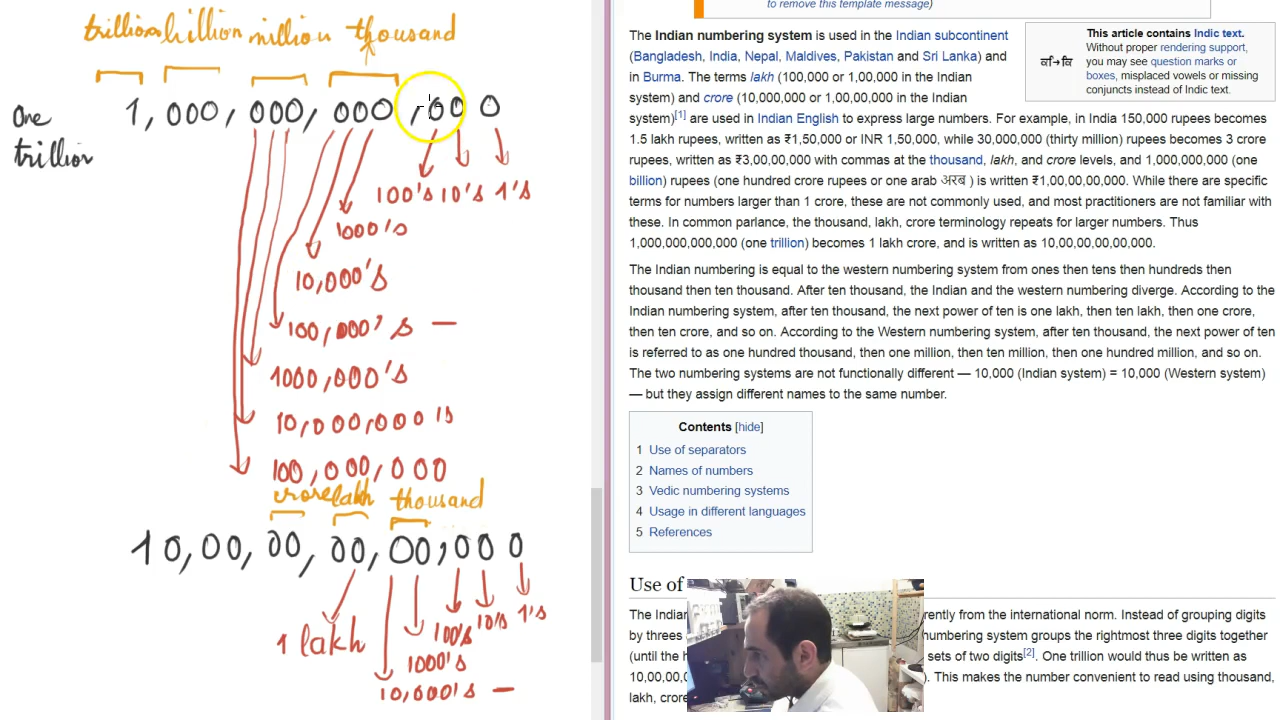 trillion billion million thousand
1,000,000,000,000
One
trillion
100's 10's 1's
1000's
10,000's
100,000's —
1000,000's
10,000,000's
100,000,000
crore lakh thousand
10,00,00,00,00,000
1 lakh
100's 10's 1's
1000's
10,000's —
to remove this template message)
The Indian numbering system is used in the Indian subcontinent
(Bangladesh, India, Nepal, Maldives, Pakistan and Sri Lanka) and
in Burma. The terms lakh (100,000 or 1,00,000 in the Indian
system) and crore (10,000,000 or 1,00,00,000 in the Indian
system)[1] are used in Indian English to express large numbers. For example, in India 150,000 rupees becomes
1.5 lakh rupees, written as ₹1,50,000 or INR 1,50,000, while 30,000,000 (thirty million) rupees becomes 3 crore
rupees, written as ₹3,00,00,000 with commas at the thousand, lakh, and crore levels, and 1,000,000,000 (one
billion) rupees (one hundred crore rupees or one arab अरब ) is written ₹1,00,00,00,000. While there are specific
terms for numbers larger than 1 crore, these are not commonly used, and most practitioners are not familiar with
these. In common parlance, the thousand, lakh, crore terminology repeats for larger numbers. Thus
1,000,000,000,000 (one trillion) becomes 1 lakh crore, and is written as 10,00,00,00,00,000.
This article contains Indic text.
Without proper rendering support,
you may see question marks or
boxes, misplaced vowels or missing
conjuncts instead of Indic text.
The Indian numbering is equal to the western numbering system from ones then tens then hundreds then
thousand then ten thousand. After ten thousand, the Indian and the western numbering diverge. According to the
Indian numbering system, after ten thousand, the next power of ten is one lakh, then ten lakh, then one crore,
then ten crore, and so on. According to the Western numbering system, after ten thousand, the next power of ten
is referred to as one hundred thousand, then one million, then ten million, then one hundred million, and so on.
The two numbering systems are not functionally different — 10,000 (Indian system) = 10,000 (Western system)
— but they assign different names to the same number.
Contents [hide]
1 Use of separators
2 Names of numbers
3 Vedic numbering systems
4 Usage in different languages
5 References
Use of
The Indian rently from the international norm. Instead of grouping digits
by threes numbering system groups the rightmost three digits together
(until the h sets of two digits[2]. One trillion would thus be written as
10,00,00,0 ). This makes the number convenient to read using thousand,
lakh, crore